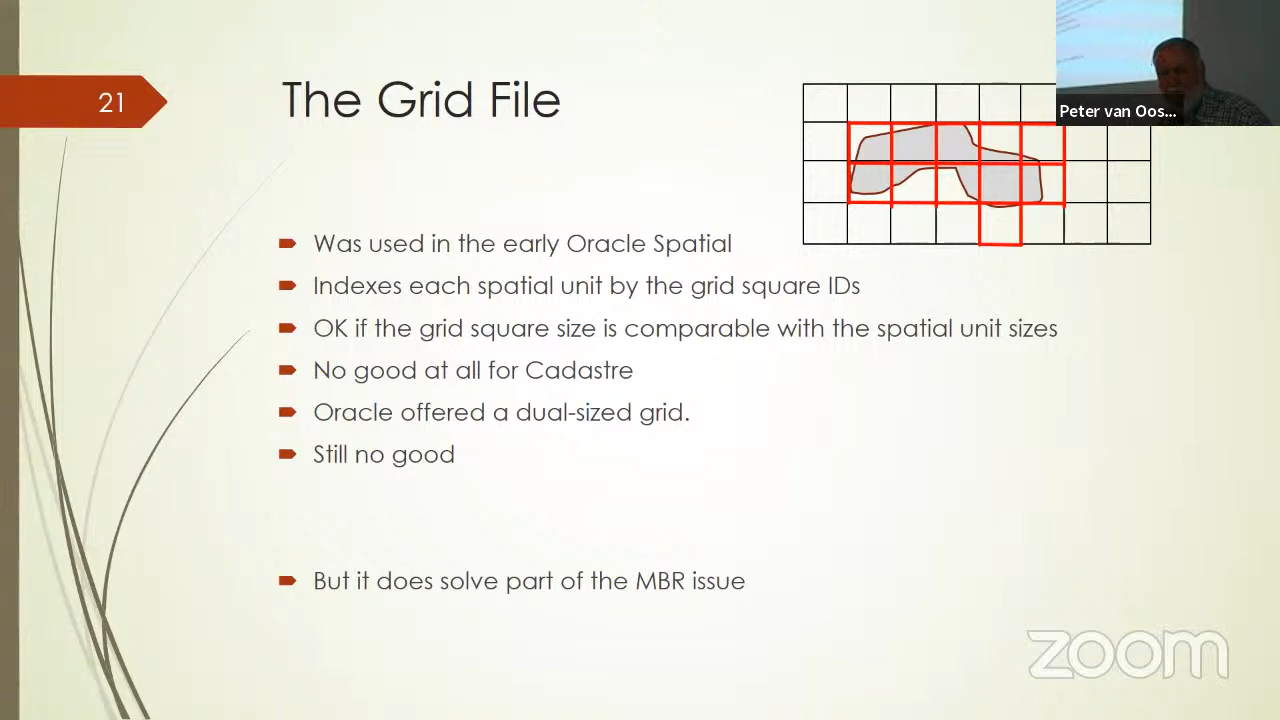 21
The Grid File
Peter van Oos...
Was used in the early Oracle Spatial
Indexes each spatial unit by the grid square IDs
OK if the grid square size is comparable with the spatial unit sizes
No good at all for Cadastre
Oracle offered a dual-sized grid.
Still no good
But it does solve part of the MBR issue
zoom